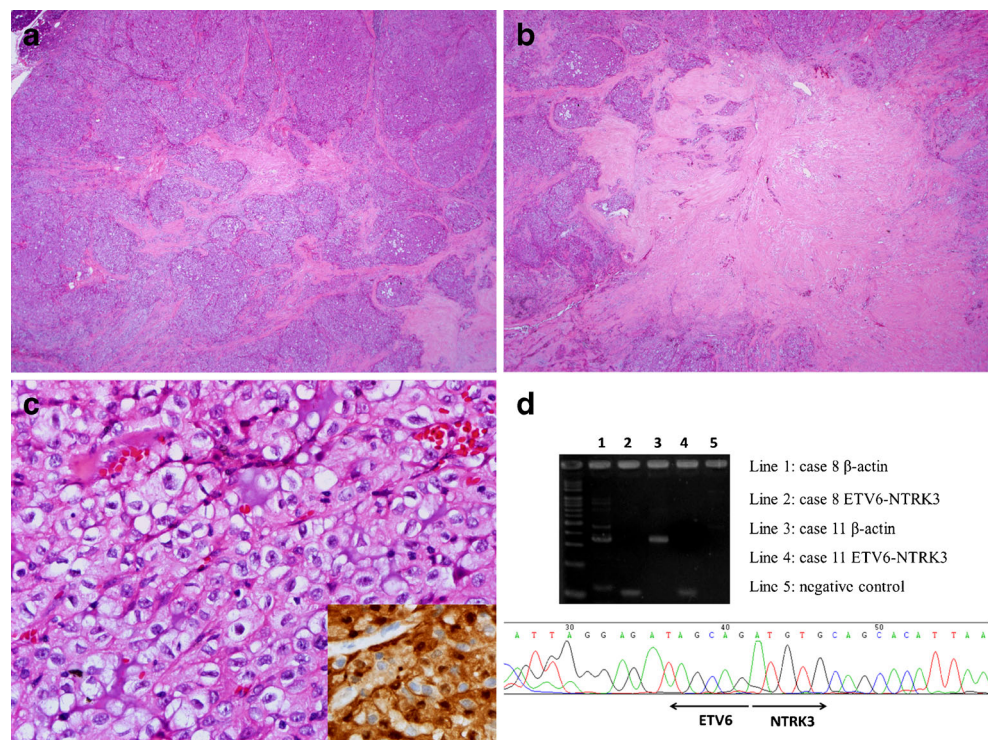 a
b
c
d
1 2 3 4 5
Line 1: case 8 β-actin
Line 2: case 8 ETV6-NTRK3
Line 3: case 11 β-actin
Line 4: case 11 ETV6-NTRK3
Line 5: negative control
30 40 50
A T T A G G A G A T A G C A G A T G T G C A G C A C A T T A A
ETV6 NTRK3